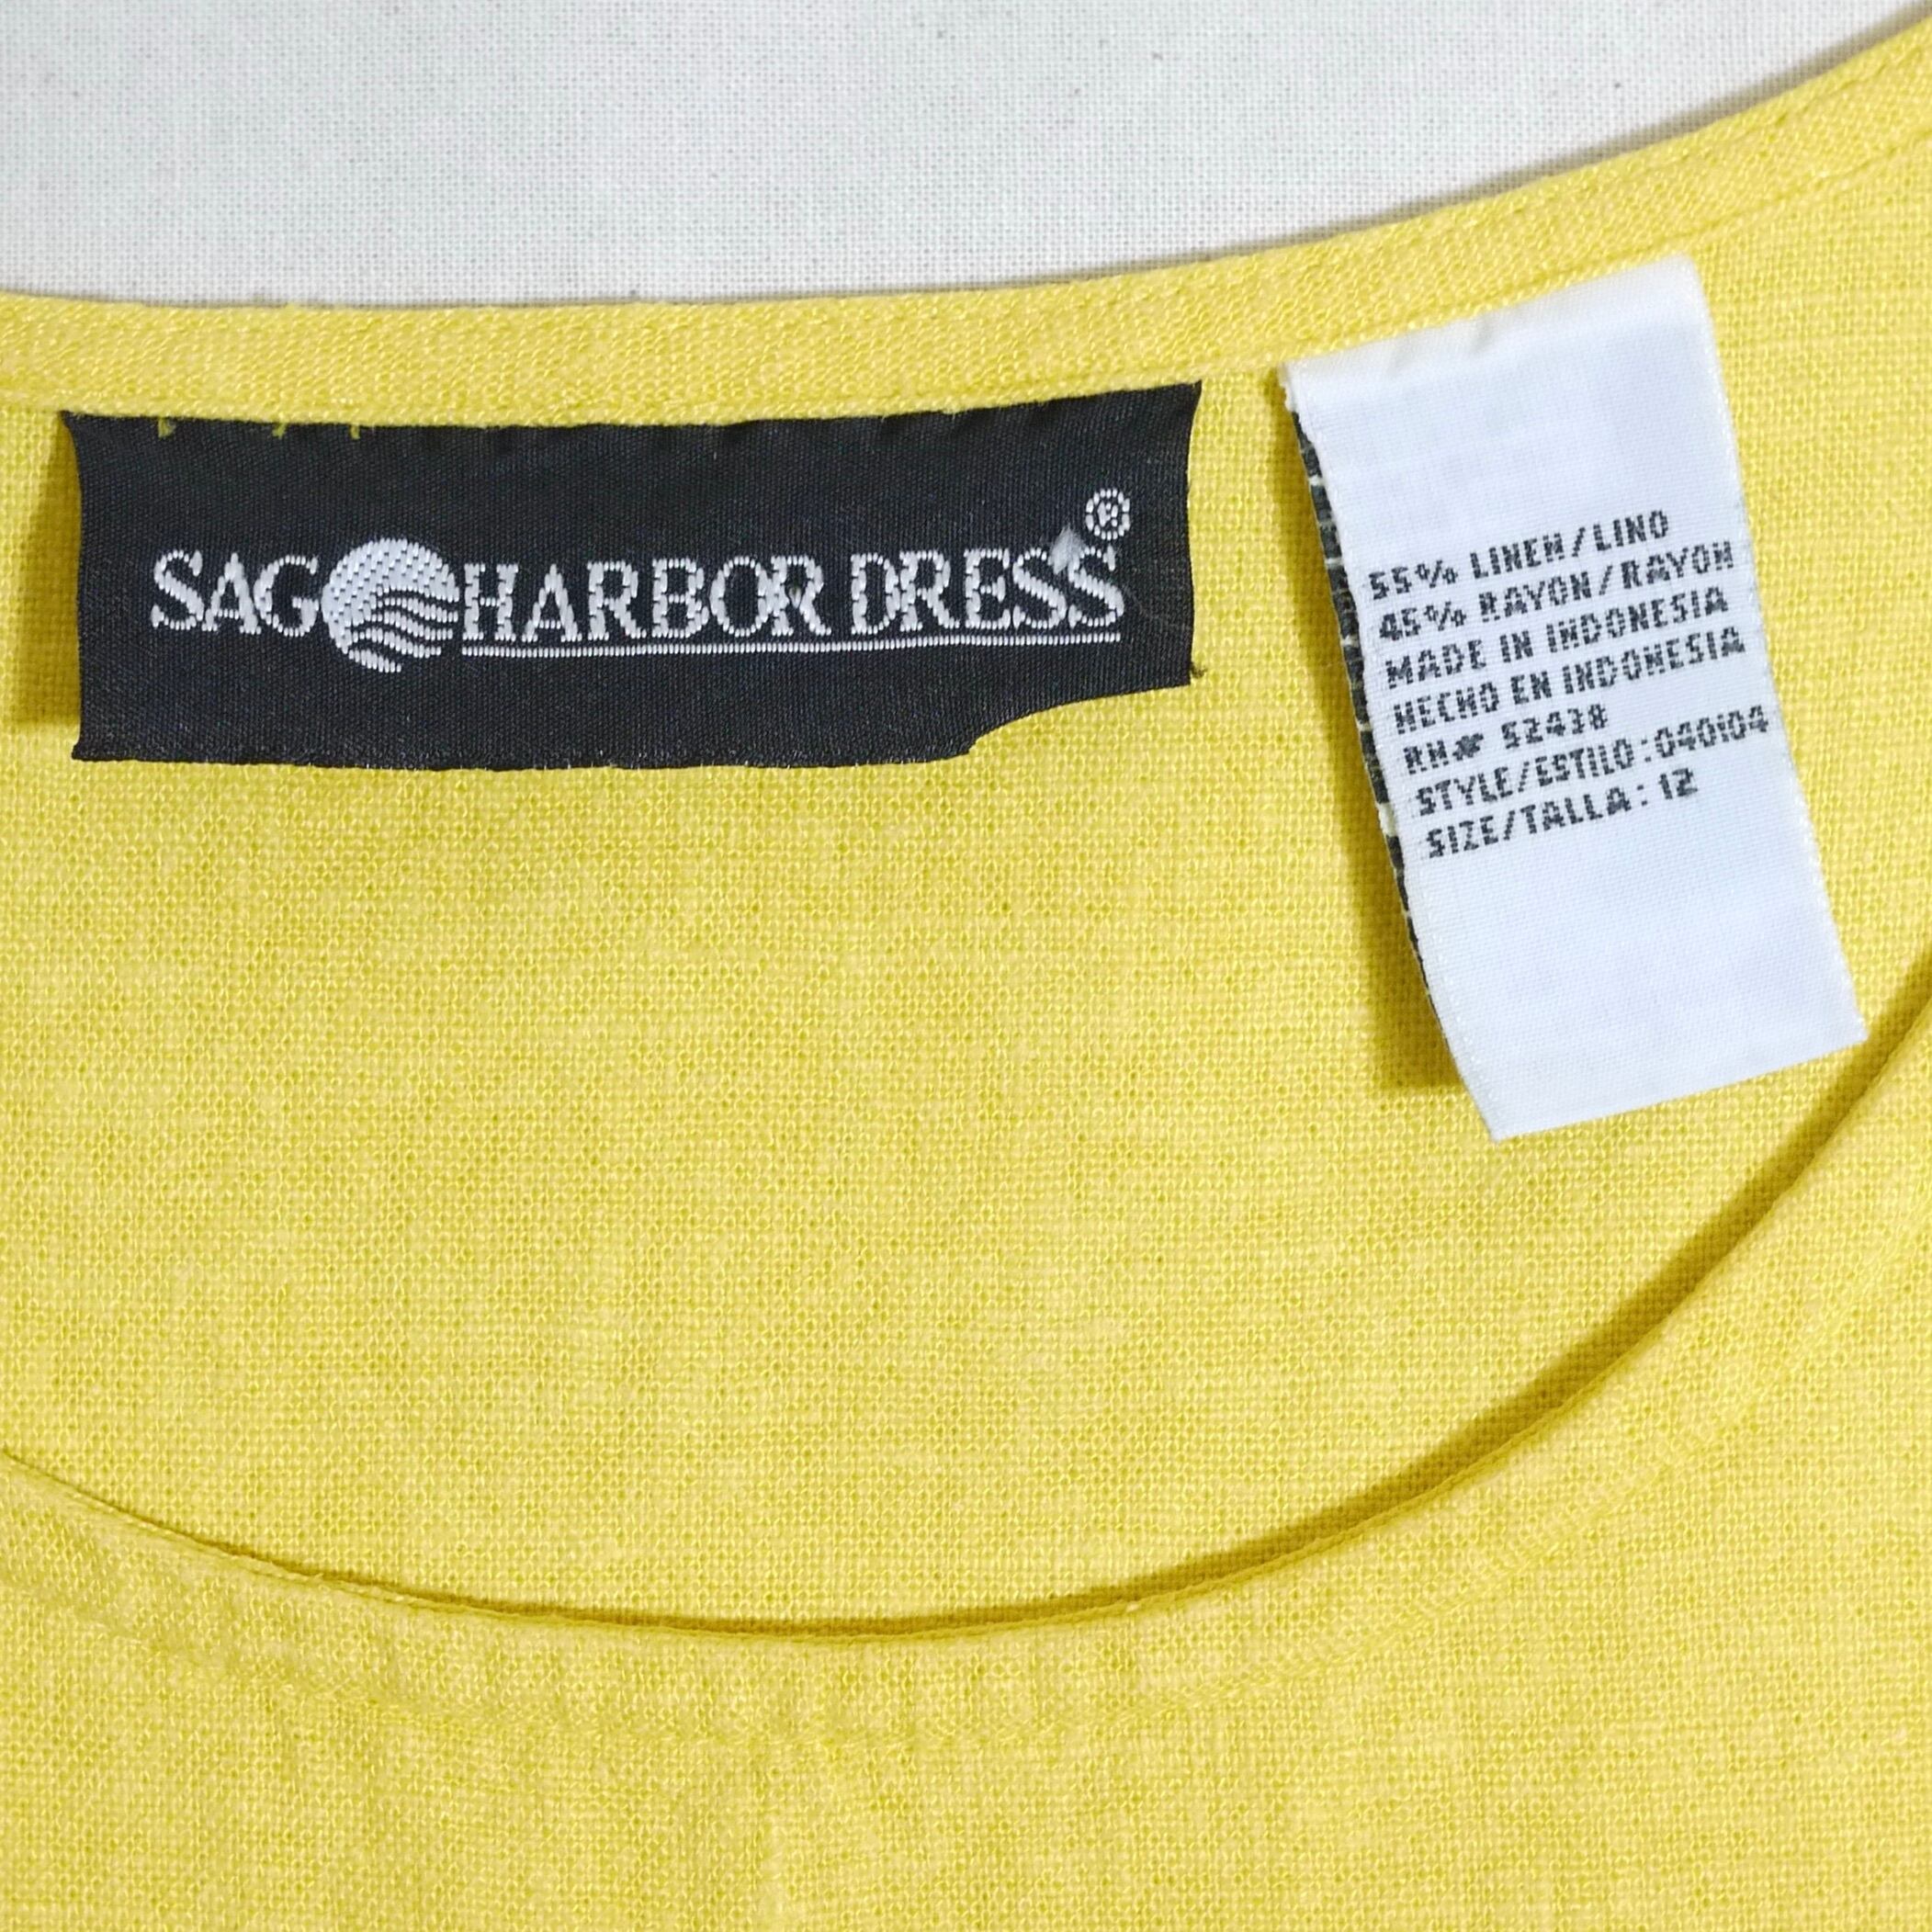 SAG HARBOR DRESS®
55% LINEN/LINO
45% RAYON/RAYON
MADE IN INDONESIA
HECHO EN INDONESIA
RN# 52438
STYLE/ESTILO:040104
SIZE/TALLA: 12